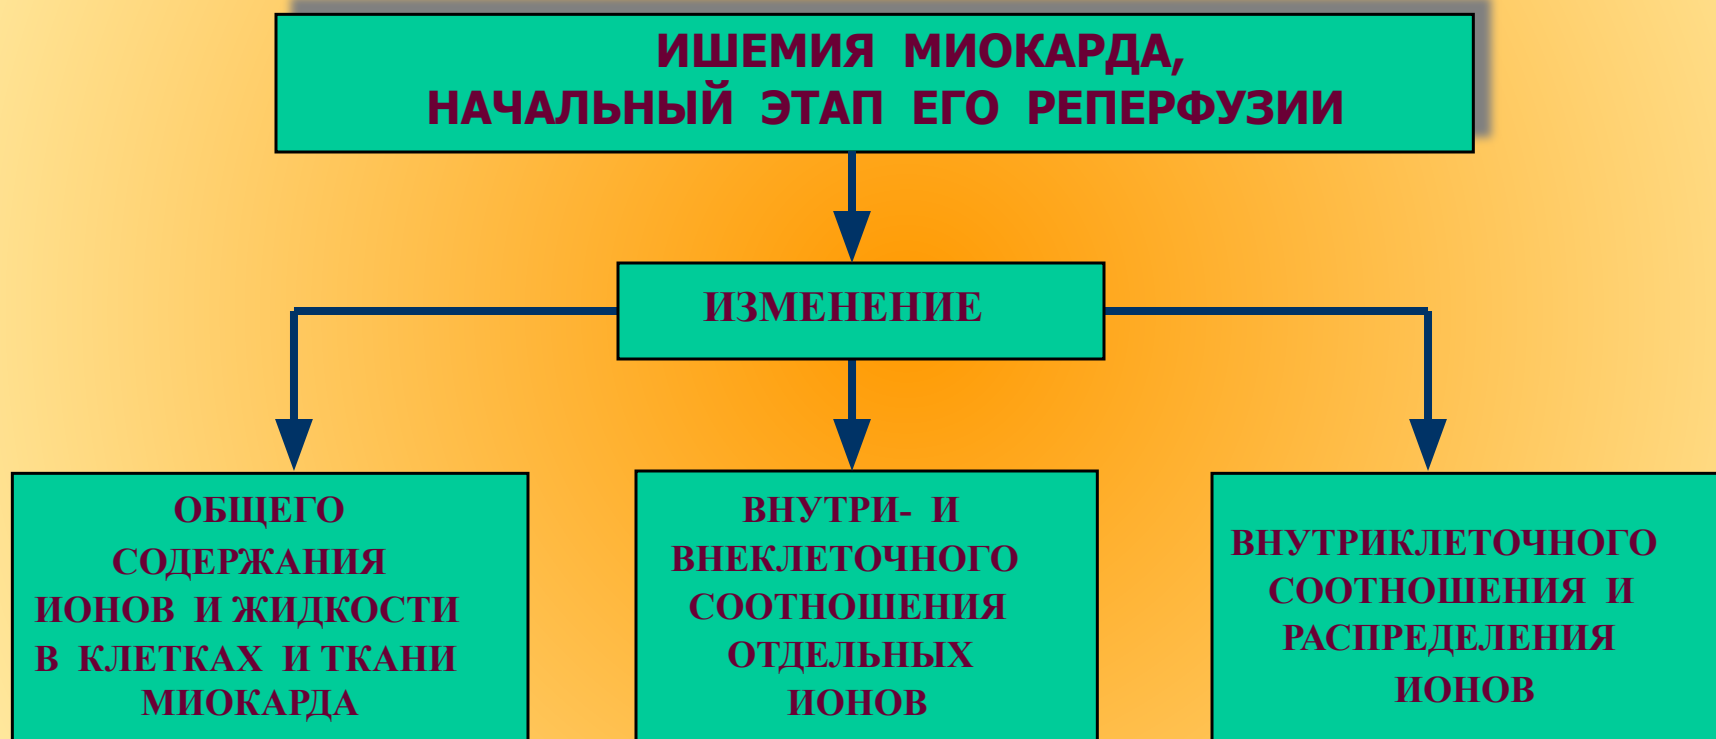 ИШЕМИЯ МИОКАРДА,
НАЧАЛЬНЫЙ ЭТАП ЕГО РЕПЕРФУЗИИ
ИЗМЕНЕНИЕ
ОБЩЕГО
СОДЕРЖАНИЯ
ИОНОВ И ЖИДКОСТИ
В КЛЕТКАХ И ТКАНИ
МИОКАРДА
ВНУТРИ- И
ВНЕКЛЕТОЧНОГО
СООТНОШЕНИЯ
ОТДЕЛЬНЫХ
ИОНОВ
ВНУТРИКЛЕТОЧНОГО
СООТНОШЕНИЯ И
РАСПРЕДЕЛЕНИЯ
ИОНОВ